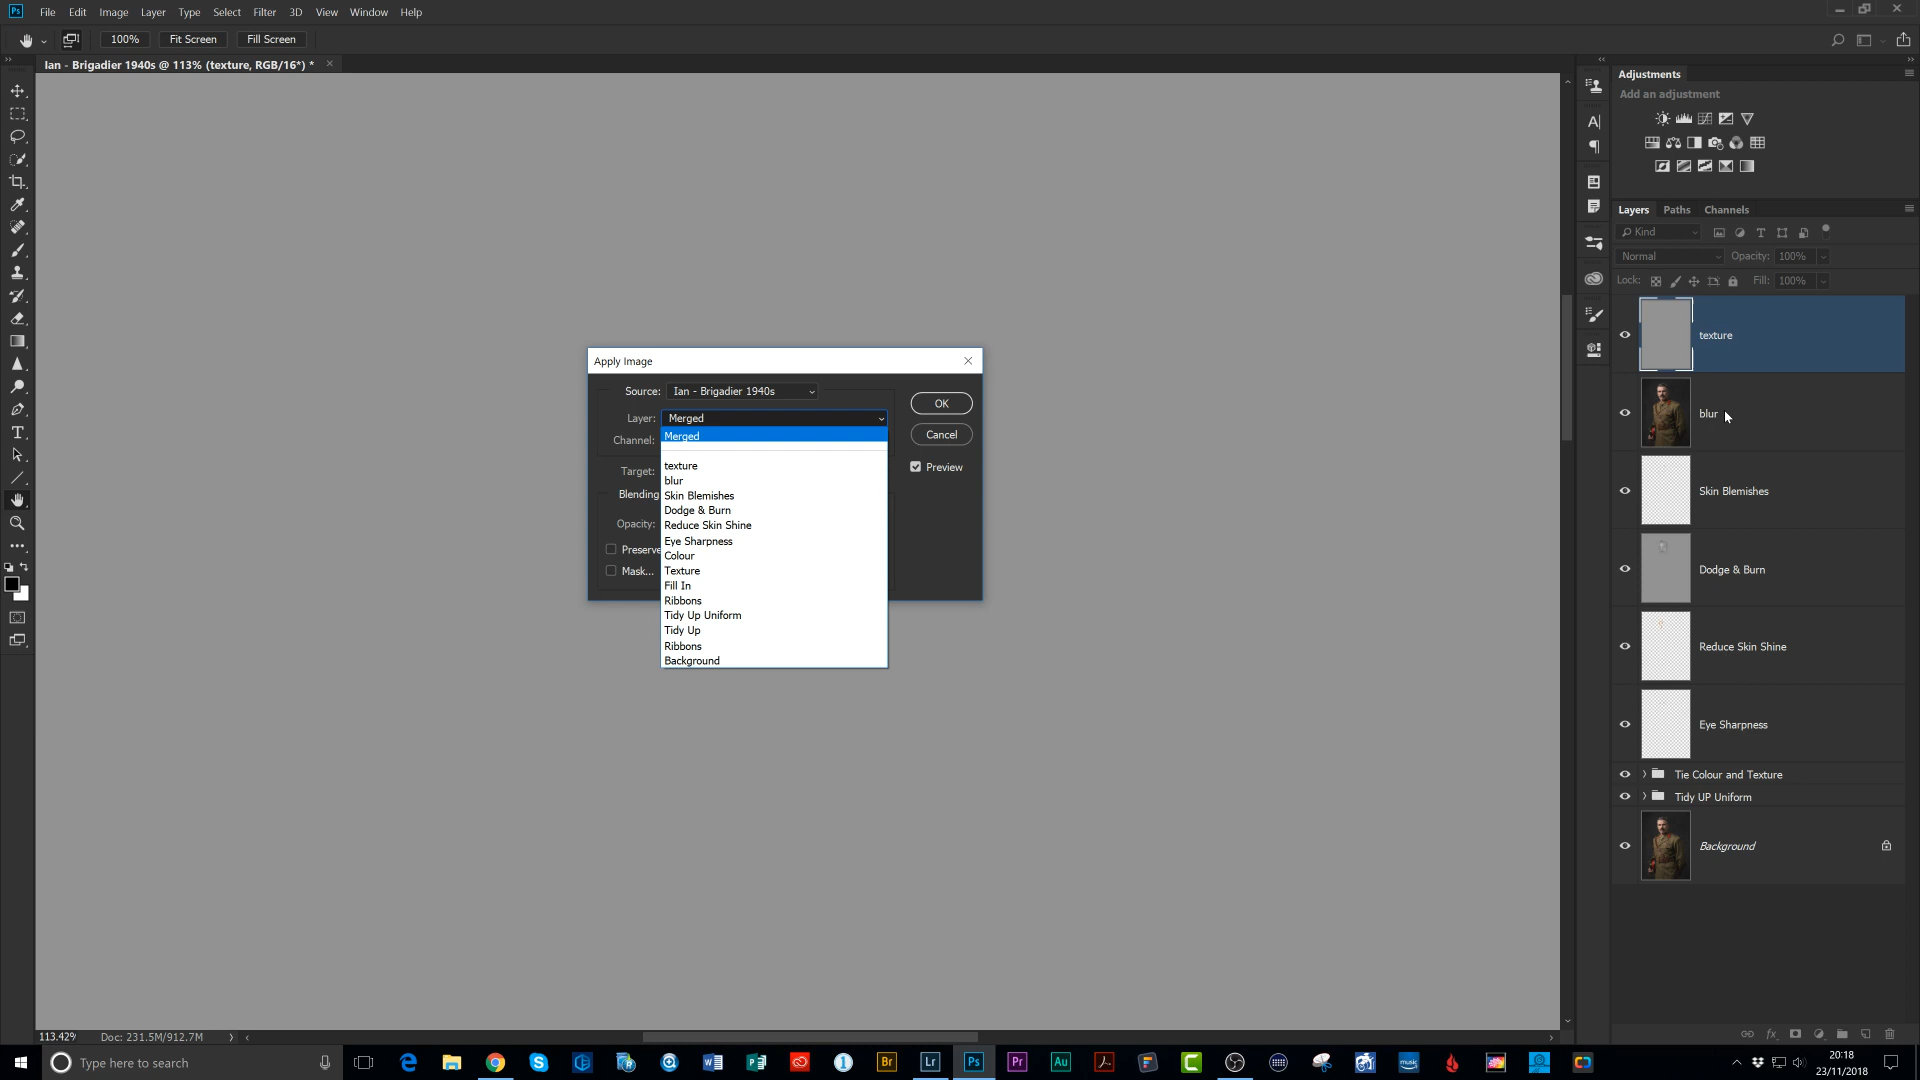 File Edit Image Layer Type Select Filter 3D View Window Help
100% Fit Screen Fill Screen
Ian - Brigadier 1940s @ 113% (texture, RGB/16*) *
Apply Image
Source: Ian - Brigadier 1940s
OK
Layer: Merged
Cancel
Merged
Channel:
texture
Preview
Target:
blur
Blending
Skin Blemishes
Dodge & Burn
Opacity:
Reduce Skin Shine
Eye Sharpness
Preserve
Colour
Mask...
Texture
Fill In
Ribbons
Tidy Up Uniform
Tidy Up
Ribbons
Background
Adjustments
Add an adjustment
Layers Paths Channels
Kind
Normal Opacity: 100%
Lock: Fill: 100%
texture
blur
Skin Blemishes
Dodge & Burn
Reduce Skin Shine
Eye Sharpness
Tie Colour and Texture
Tidy UP Uniform
Background
113.42% Doc: 231.5M/912.7M
Type here to search
20:18
23/11/2018